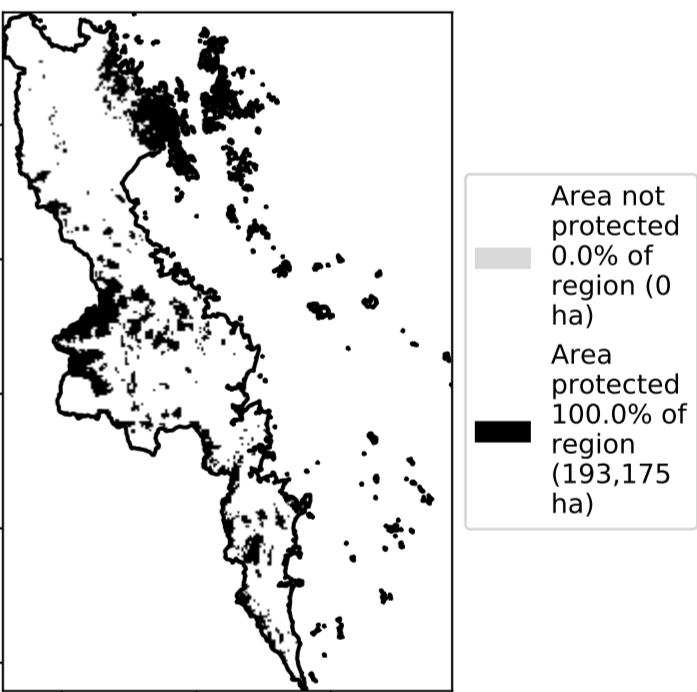 Area not
protected
0.0% of
region (0
ha)
Area
protected
100.0% of
region
(193,175
ha)